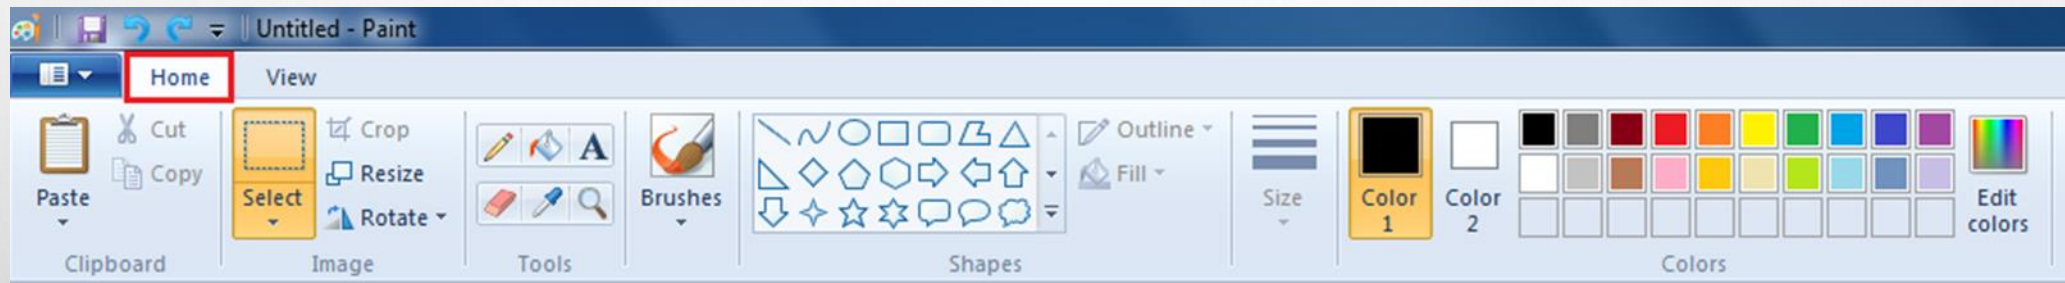 Untitled - Paint
Home View
Cut Crop Outline
Copy Resize Fill
Paste Select Rotate Brushes Size Color 1 Color 2 Edit colors
Clipboard Image Tools Shapes Colors